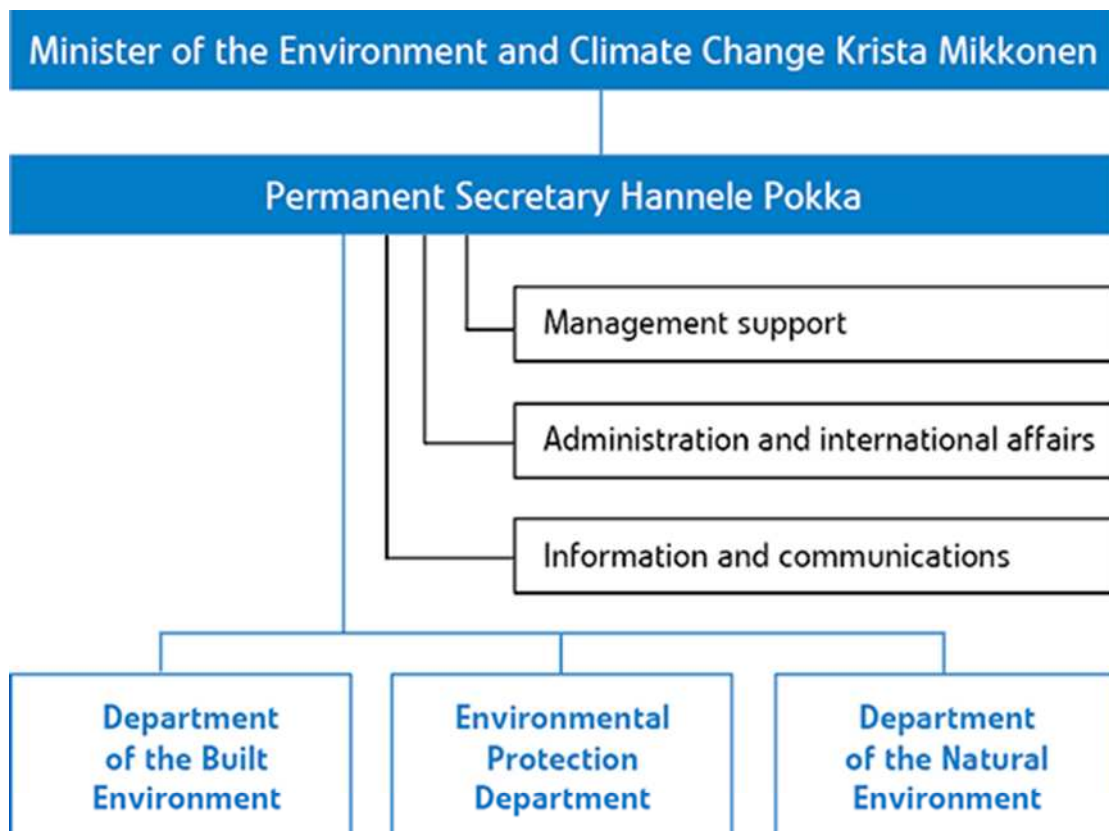 Minister of the Environment and Climate Change Krista Mikkonen
Permanent Secretary Hannele Pokka
Management support
Administration and international affairs
Information and communications
Department
of the Built
Environment
Environmental
Protection
Department
Department
of the Natural
Environment